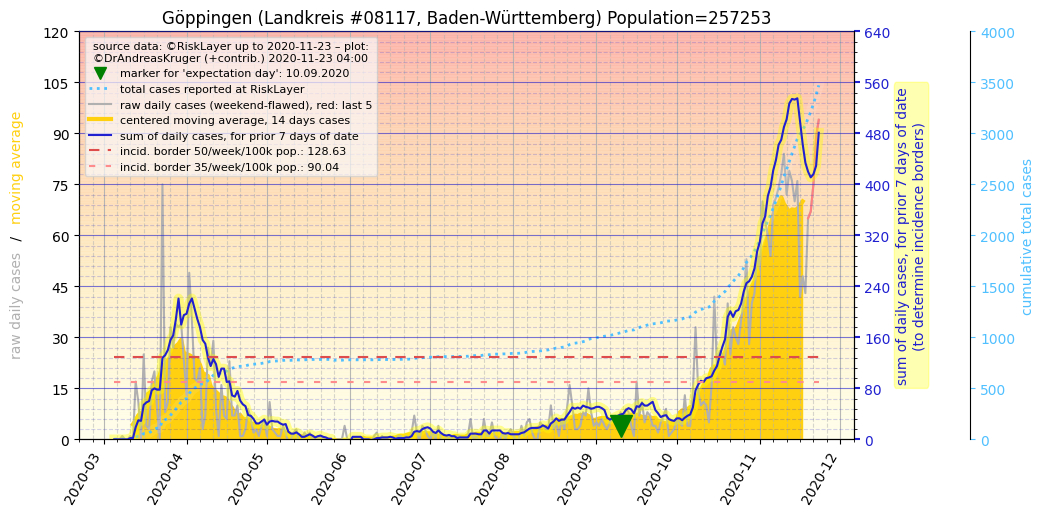 Göppingen (Landkreis #08117, Baden-Württemberg) Population=257253
source data: ©RiskLayer up to 2020-11-23 – plot:
©DrAndreasKruger (+contrib.) 2020-11-23 04:00
marker for 'expectation day': 10.09.2020
total cases reported at RiskLayer
raw daily cases (weekend-flawed), red: last 5
centered moving average, 14 days cases
sum of daily cases, for prior 7 days of date
incid. border 50/week/100k pop.: 128.63
incid. border 35/week/100k pop.: 90.04
raw daily cases / moving average
120
105
90
75
60
45
30
15
0
2020-03
2020-04
2020-05
2020-06
2020-07
2020-08
2020-09
2020-10
2020-11
2020-12
640
560
480
400
320
240
160
80
0
sum of daily cases, for prior 7 days of date
(to determine incidence borders)
4000
3500
3000
2500
2000
1500
1000
500
0
cumulative total cases